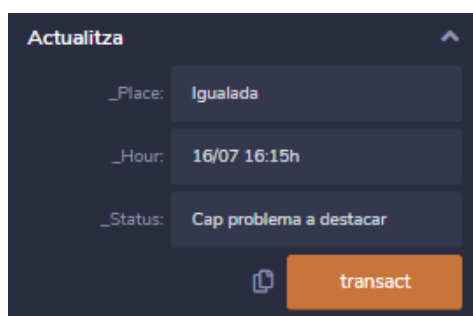 Actualitza
_Place: Igualada
_Hour: 16/07 16:15h
_Status: Cap problema a destacar
transact